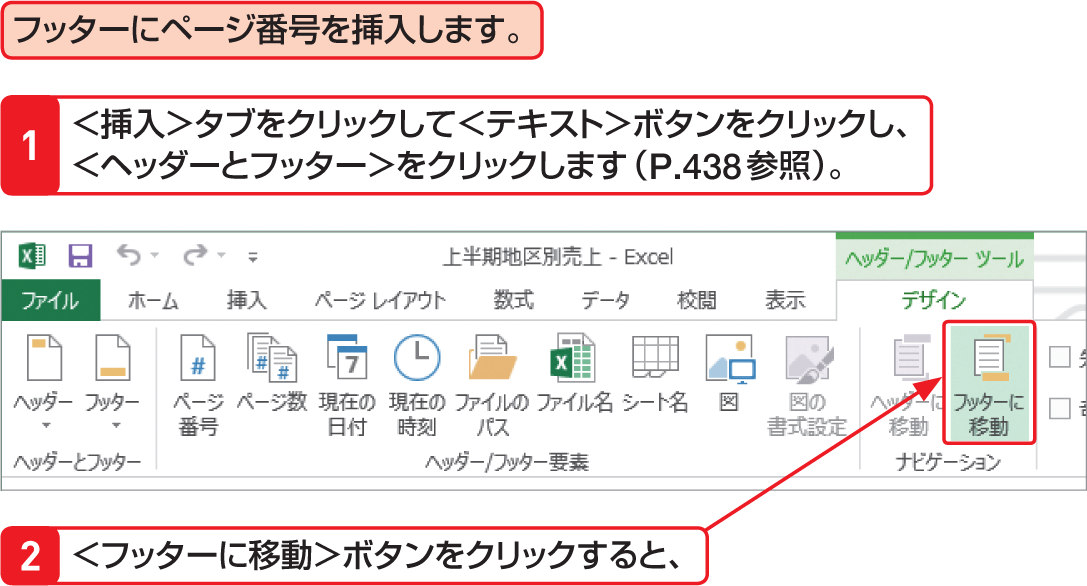 フッターにページ番号を挿入します。
1
＜挿入＞タブをクリックして＜テキスト＞ボタンをクリックし、
＜ヘッダーとフッター＞をクリックします（P.438参照）。
上半期地区別売上 - Excel
ヘッダー/フッター ツール
ファイル ホーム 挿入 ページ レイアウト 数式 データ 校閲 表示 デザイン
ヘッダー フッター ページ番号 ページ数 現在の日付 現在の時刻 ファイルのパス ファイル名 シート名 図 図の書式設定 ヘッダーに移動 フッターに移動
ヘッダーとフッター ヘッダー/フッター要素 ナビゲーション
2
＜フッターに移動＞ボタンをクリックすると、